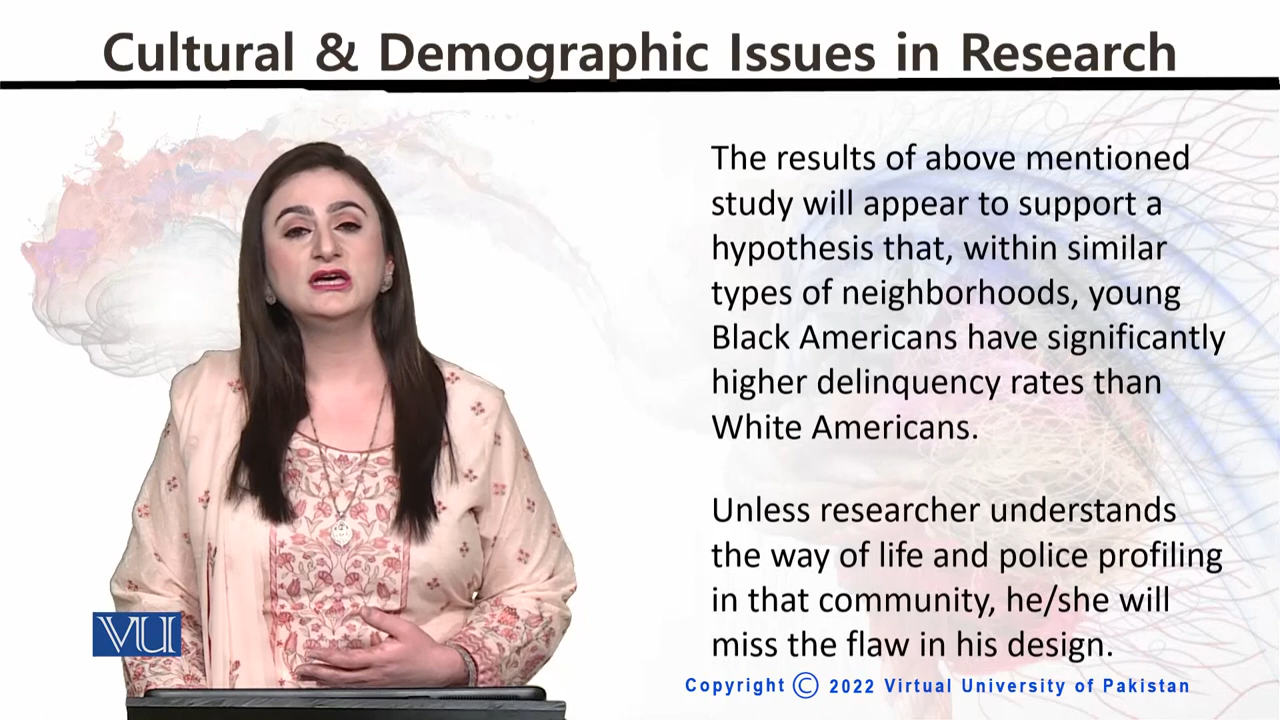 Cultural & Demographic Issues in Research
The results of above mentioned
study will appear to support a
hypothesis that, within similar
types of neighborhoods, young
Black Americans have significantly
higher delinquency rates than
White Americans.
Unless researcher understands
the way of life and police profiling
in that community, he/she will
miss the flaw in his design.
VU
Copyright © 2022 Virtual University of Pakistan